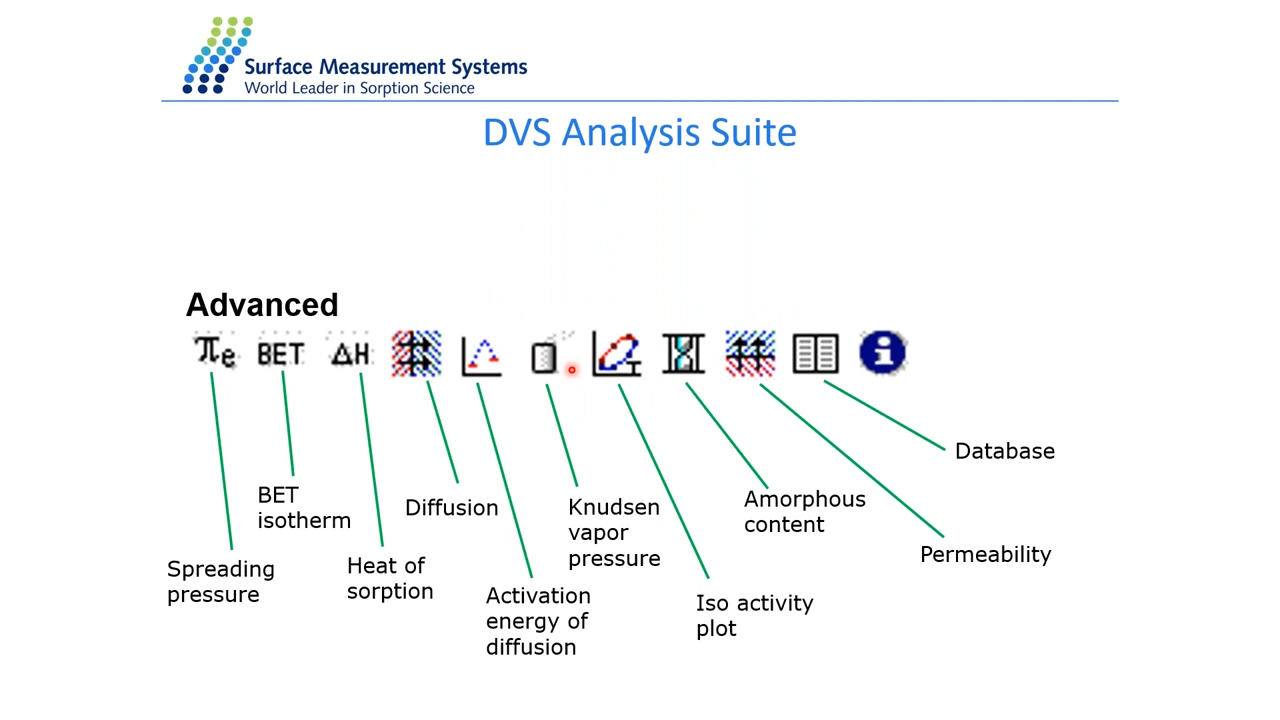 Surface Measurement Systems
World Leader in Sorption Science
DVS Analysis Suite
Advanced
πe BET ΔH
Database
BET
isotherm
Diffusion
Knudsen
vapor
pressure
Amorphous
content
Permeability
Spreading
pressure
Heat of
sorption
Activation
energy of
diffusion
Iso activity
plot